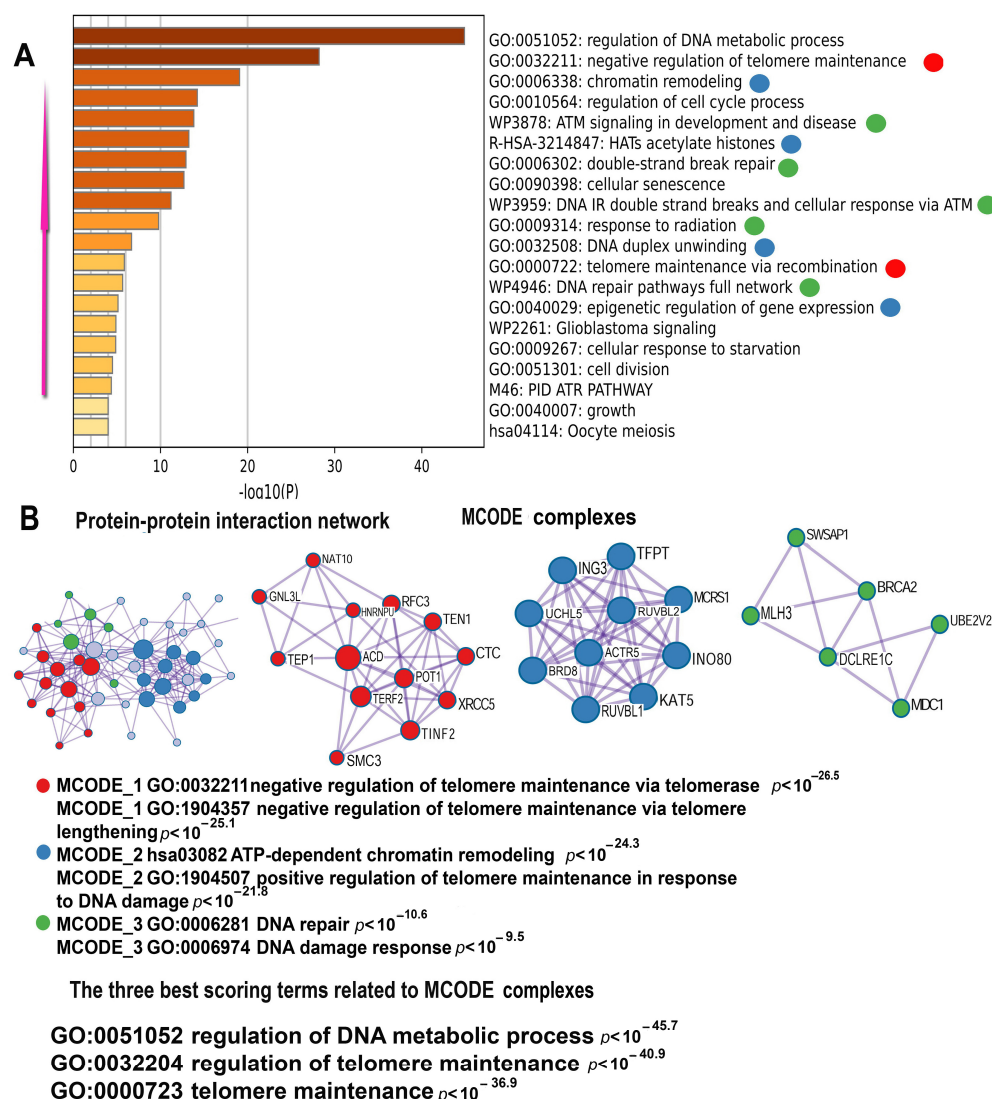 A
GO:0051052: regulation of DNA metabolic process
GO:0032211: negative regulation of telomere maintenance
GO:0006338: chromatin remodeling
GO:0010564: regulation of cell cycle process
WP3878: ATM signaling in development and disease
R-HSA-3214847: HATs acetylate histones
GO:0006302: double-strand break repair
GO:0090398: cellular senescence
WP3959: DNA IR double strand breaks and cellular response via ATM
GO:0009314: response to radiation
GO:0032508: DNA duplex unwinding
GO:0000722: telomere maintenance via recombination
WP4946: DNA repair pathways full network
GO:0040029: epigenetic regulation of gene expression
WP2261: Glioblastoma signaling
GO:0009267: cellular response to starvation
GO:0051301: cell division
M46: PID ATR PATHWAY
GO:0040007: growth
hsa04114: Oocyte meiosis
0 10 20 30 40
-log10(P)
B
Protein-protein interaction network
MCODE complexes
NAT10
GNL3L
HNRNPU
RFC3
TEN1
TEP1
ACD
CTC
POT1
TERF2
XRCC5
TINF2
SMC3
TFPT
ING3
MCRS1
UCHL5
RUVBL2
ACTR5
INO80
BRD8
KAT5
RUVBL1
SWSAP1
BRCA2
MLH3
UBE2V2
DCLRE1C
MDC1
MCODE_1 GO:0032211 negative regulation of telomere maintenance via telomerase p<10^-26.5
MCODE_1 GO:1904357 negative regulation of telomere maintenance via telomere
lengthening p<10^-25.1
MCODE_2 hsa03082 ATP-dependent chromatin remodeling p<10^-24.3
MCODE_2 GO:1904507 positive regulation of telomere maintenance in response
to DNA damage p<10^-21.8
MCODE_3 GO:0006281 DNA repair p<10^-10.6
MCODE_3 GO:0006974 DNA damage response p<10^-9.5
The three best scoring terms related to MCODE complexes
GO:0051052 regulation of DNA metabolic process p<10^-45.7
GO:0032204 regulation of telomere maintenance p<10^-40.9
GO:0000723 telomere maintenance p<10^-36.9